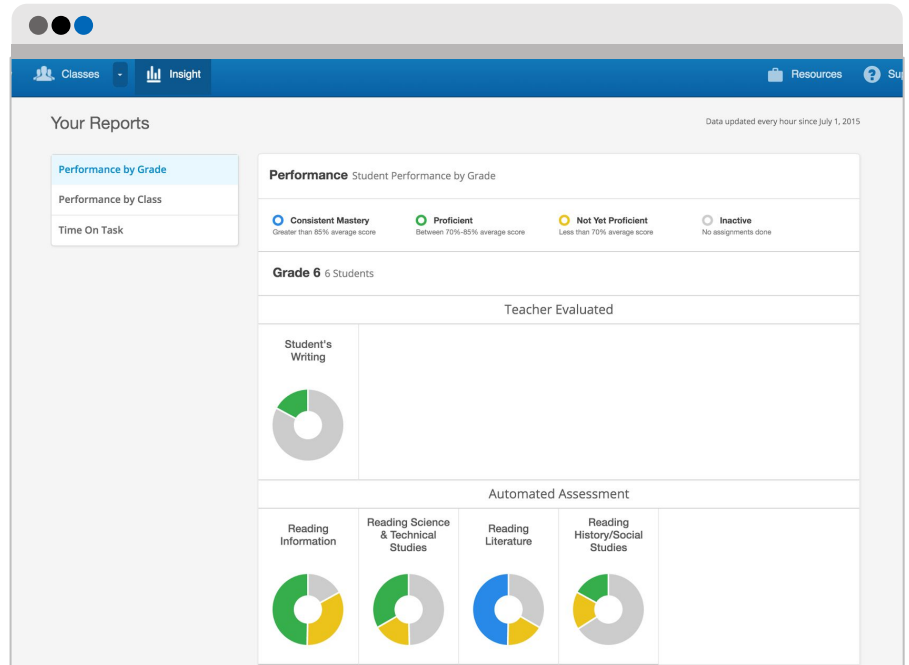 Classes
Insight
Resources
Su
Your Reports
Data updated every hour since July 1, 2015
Performance by Grade
Performance by Class
Time On Task
Performance Student Performance by Grade
Consistent Mastery
Greater than 85% average score
Proficient
Between 70%-85% average score
Not Yet Proficient
Less than 70% average score
Inactive
No assignments done
Grade 6 6 Students
Teacher Evaluated
Student's
Writing
Automated Assessment
Reading
Information
Reading Science
& Technical
Studies
Reading
Literature
Reading
History/Social
Studies